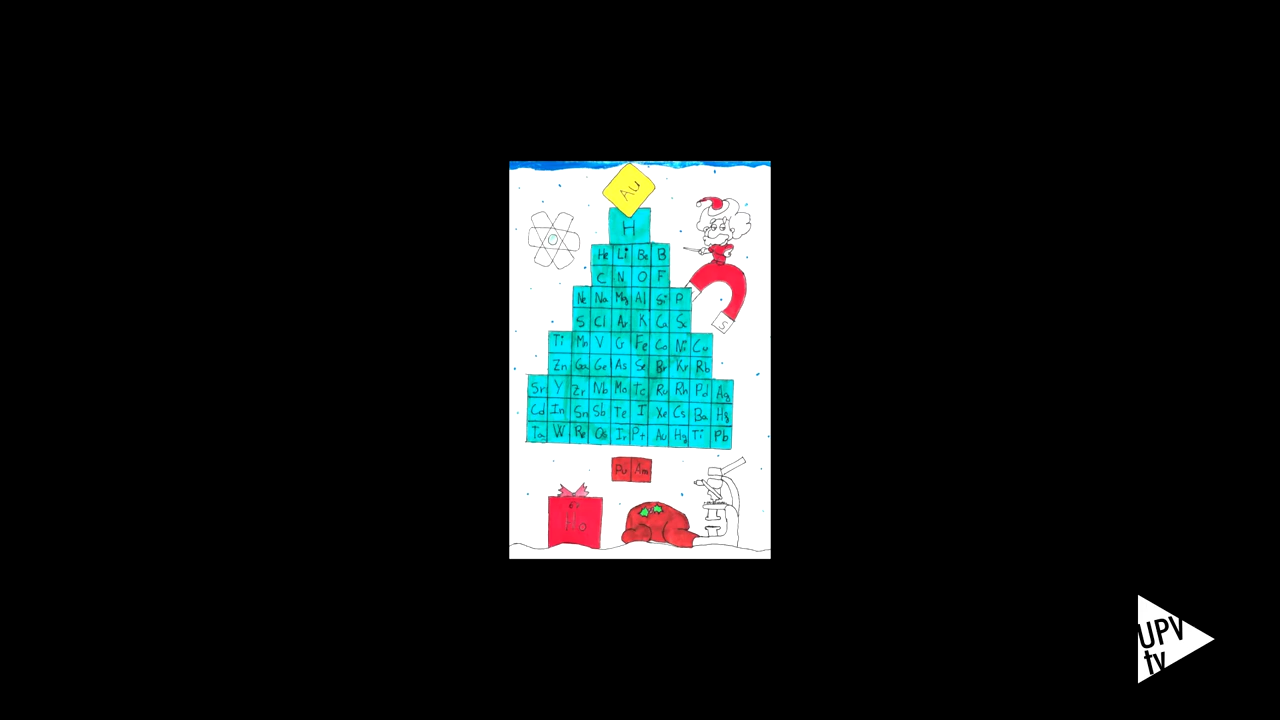 Au
H
He Li Be B
C N O F
Ne Na Mg Al Si P
S Cl Ar K Ca Sc
Ti Mn V Cr Fe Co Ni Cu
Zn Ga Ge As Se Br Kr Rb
Sr Y Zr Nb Mo Tc Ru Rh Pd Ag
Cd In Sn Sb Te I Xe Cs Ba Hg
Ta W Re Os Ir Pt Au Hg Ti Pb
S
Pu Am
UPV
tv